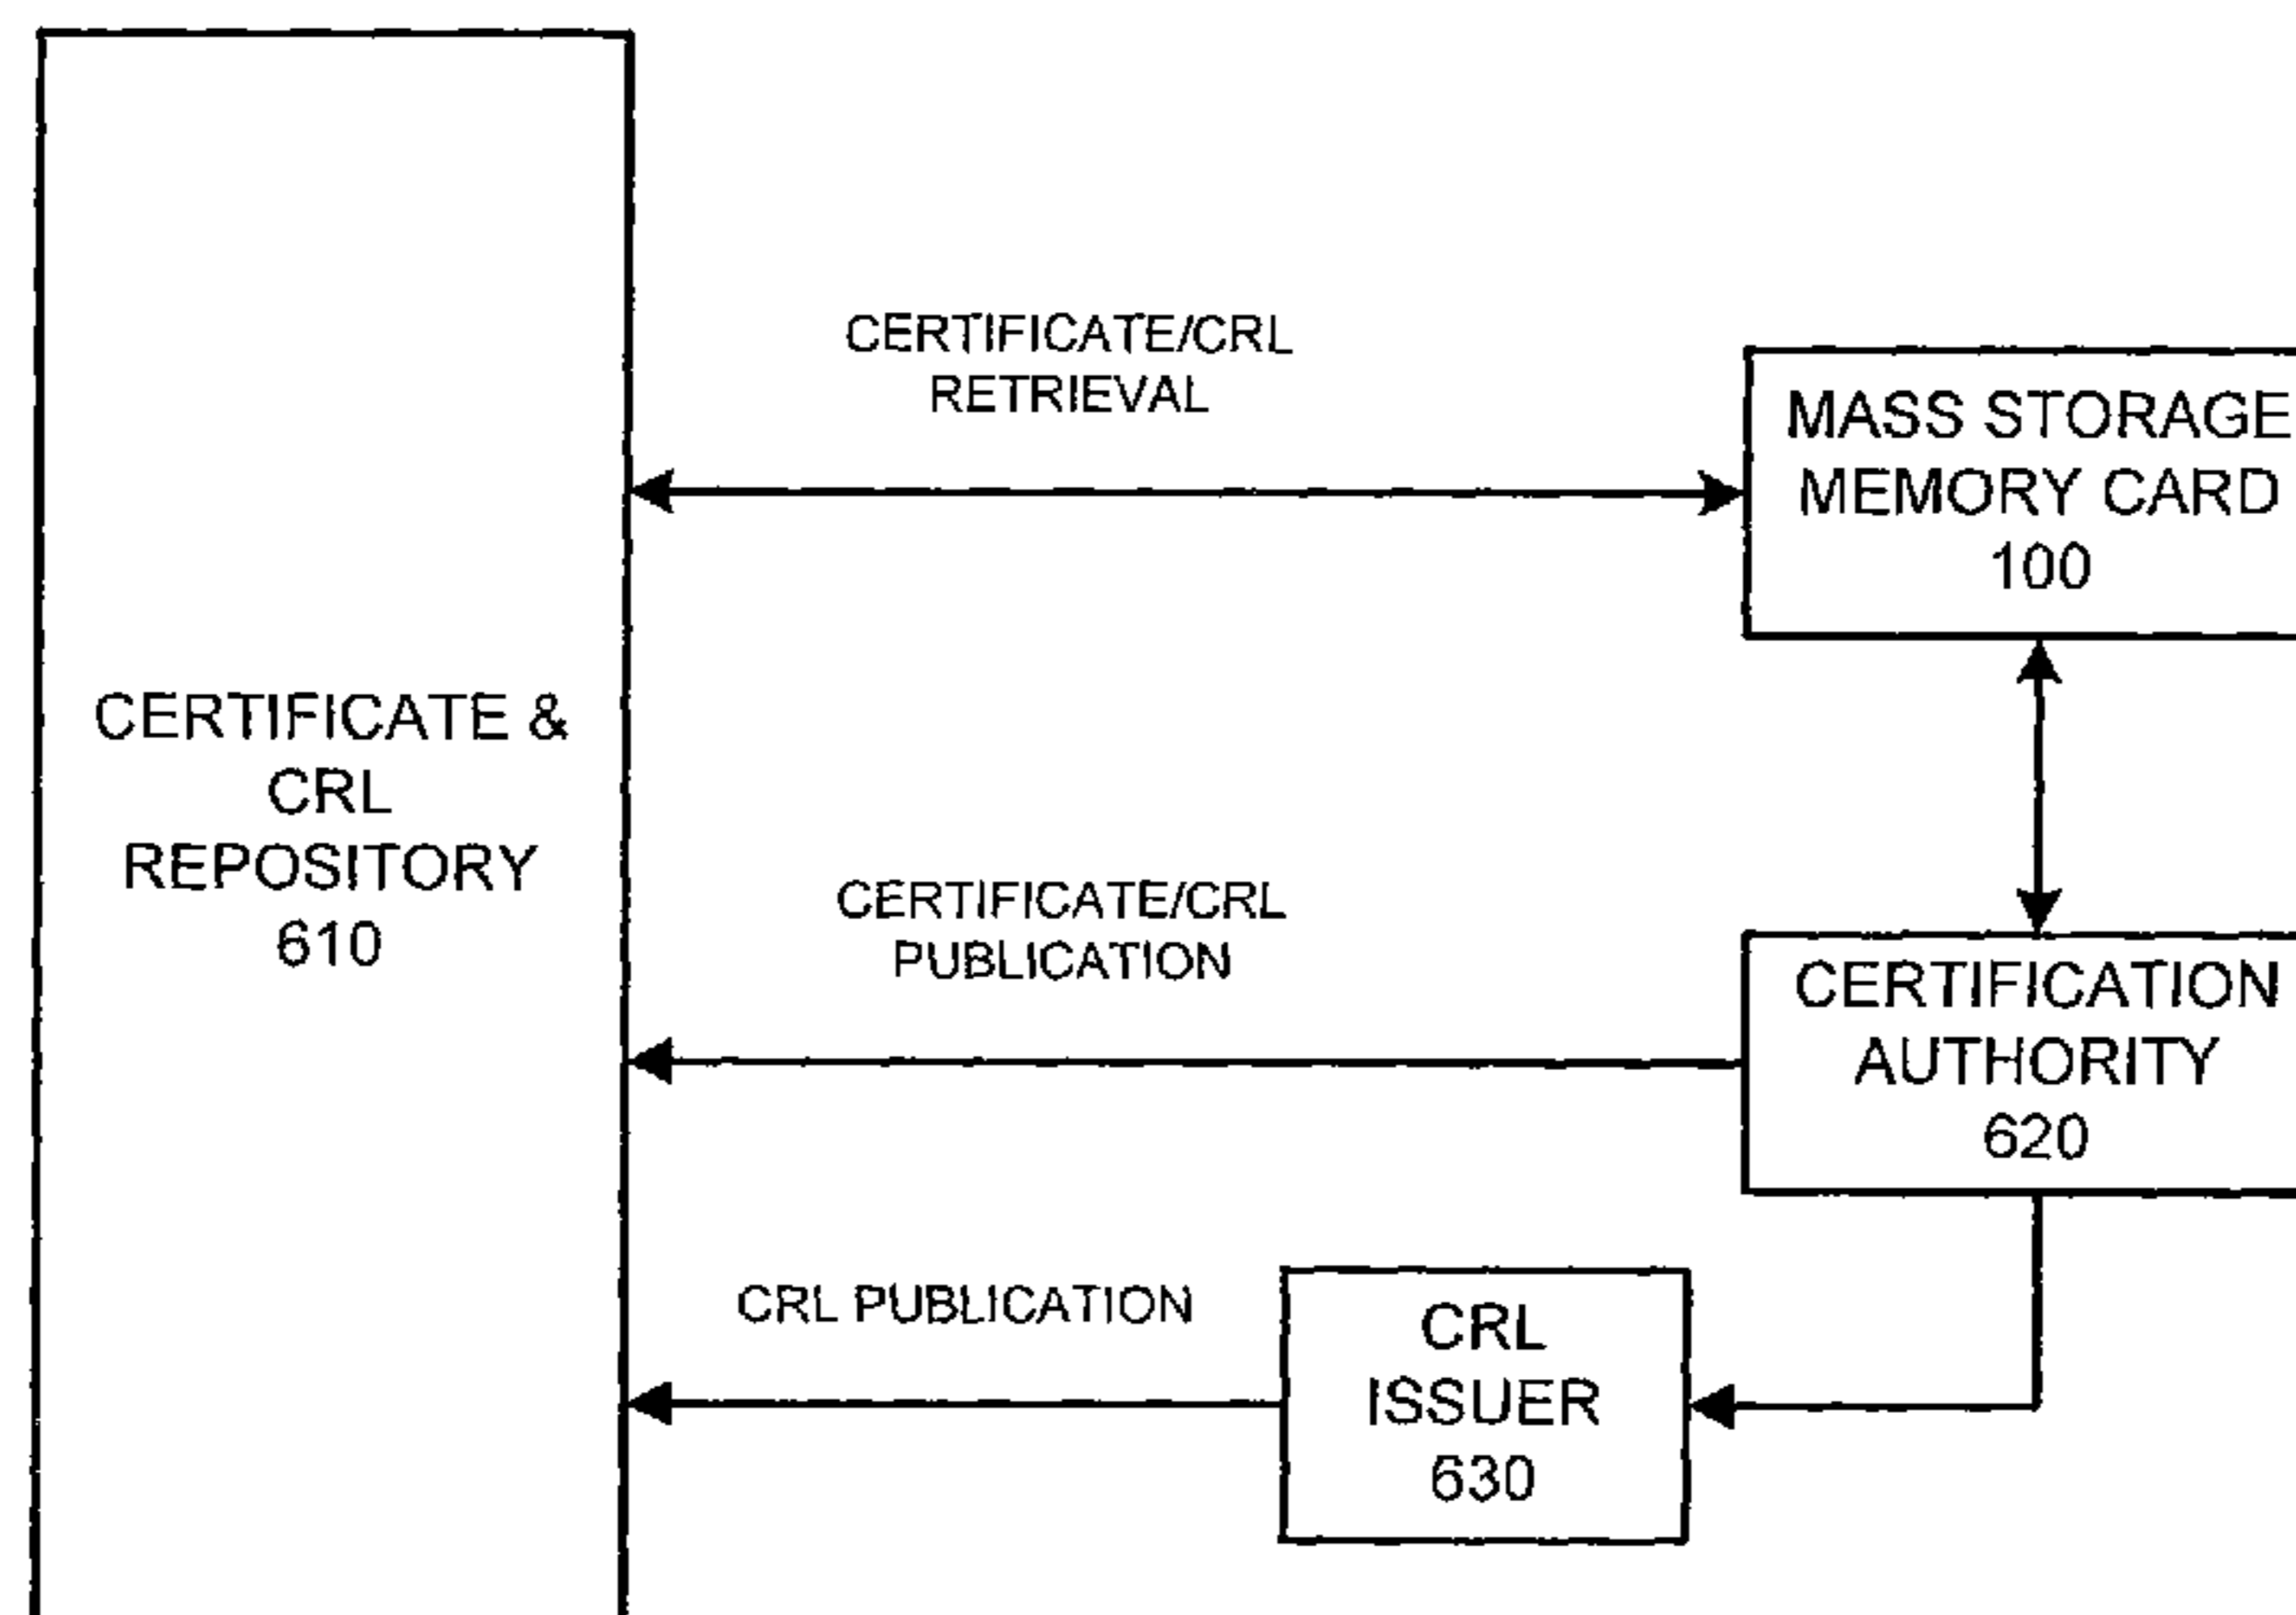 CERTIFICATE/CRL
RETRIEVAL
MASS STORAGE
MEMORY CARD
100
CERTIFICATE &
CRL
REPOSITORY
610
CERTIFICATE/CRL
PUBLICATION
CERTIFICATION
AUTHORITY
620
CRL PUBLICATION
CRL
ISSUER
630